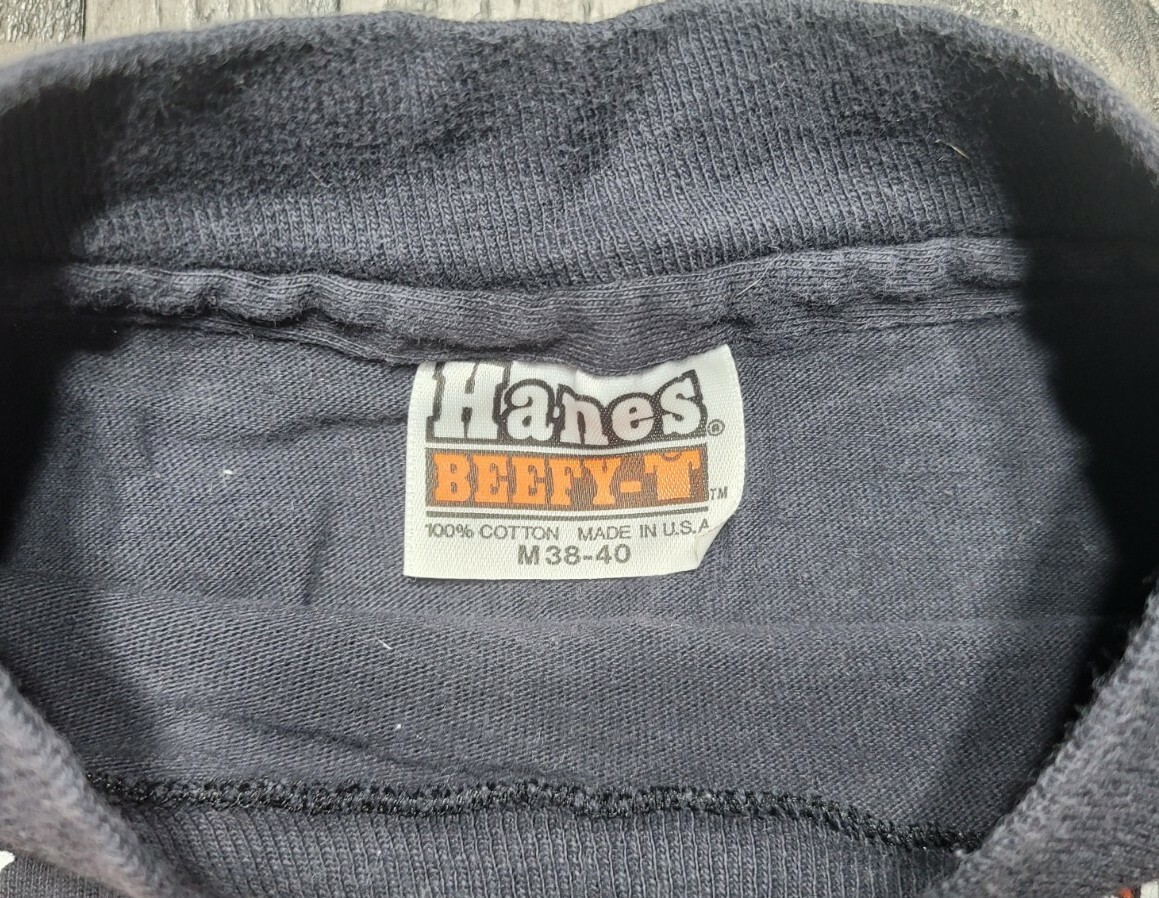 Hanes®
BEEFY-T™
100% COTTON MADE IN U.S.A.
M 38-40